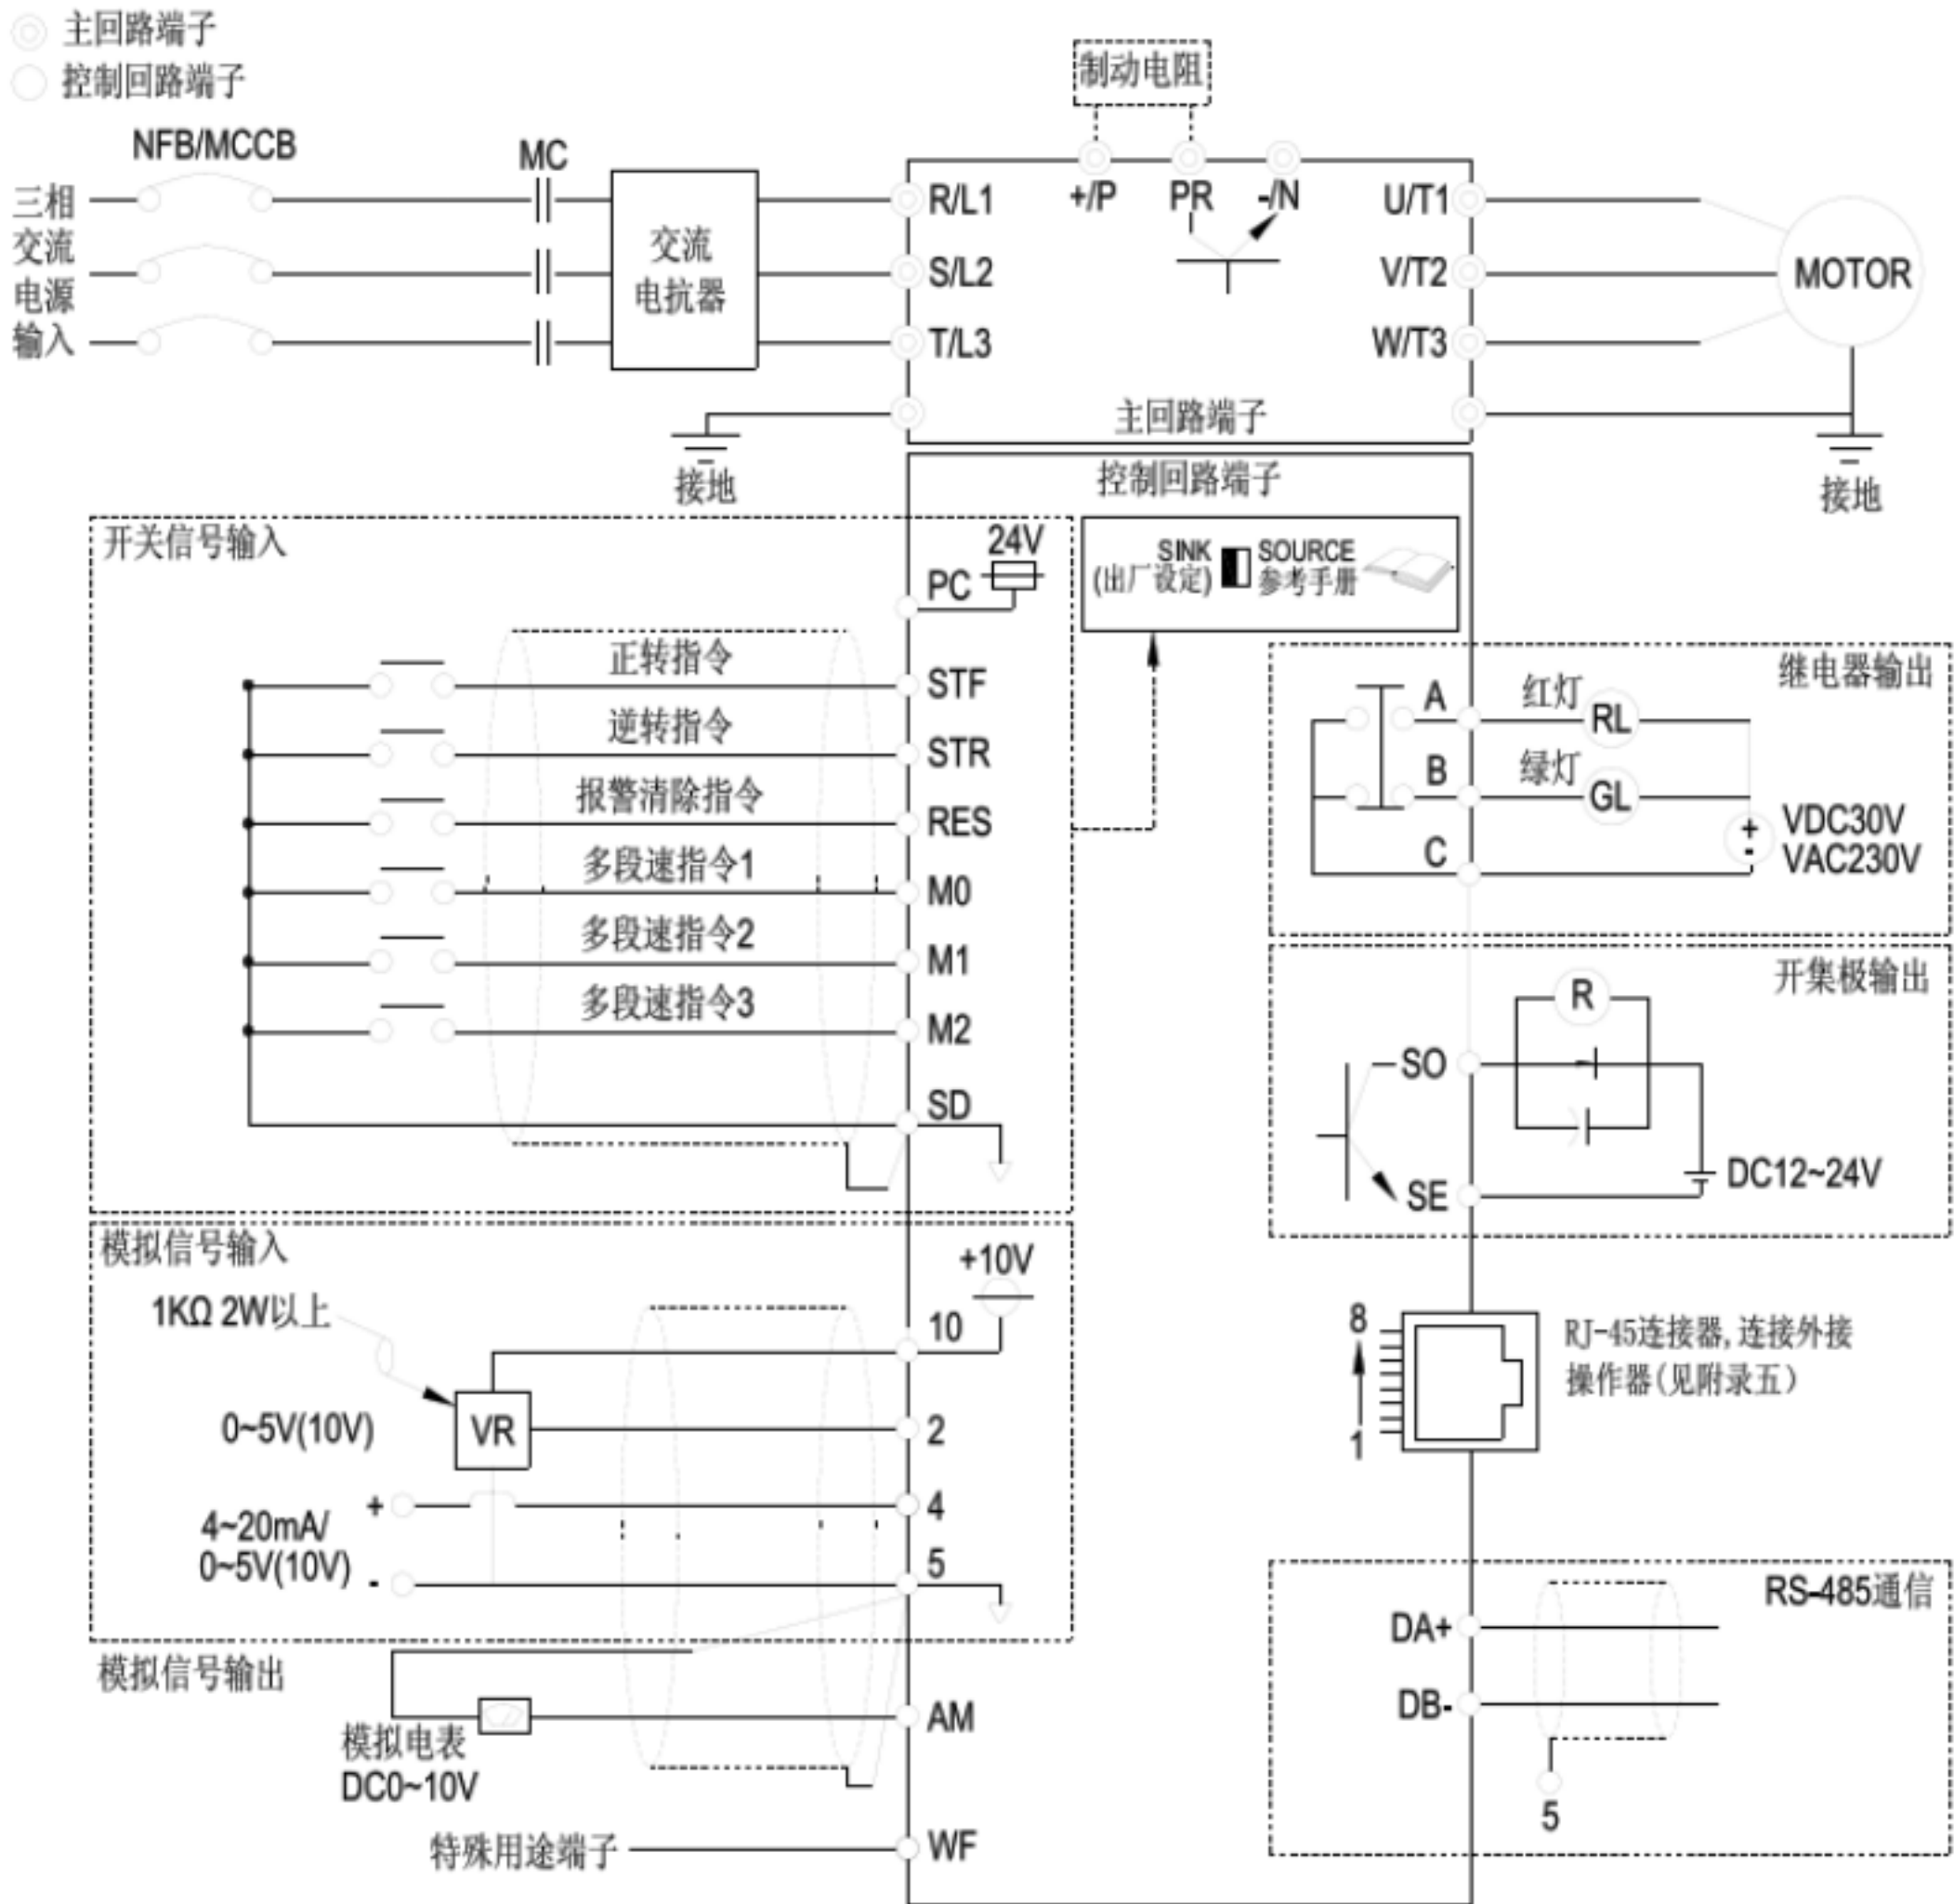 主回路端子
控制回路端子
制动电阻
NFB/MCCB
MC
三相
交流
电源
输入
交流
电抗器
R/L1
S/L2
T/L3
+/P
PR
-/N
U/T1
V/T2
W/T3
MOTOR
主回路端子
接地
接地
控制回路端子
开关信号输入
24V
PC
SINK
(出厂设定)
SOURCE
参考手册
正转指令
STF
逆转指令
STR
报警清除指令
RES
多段速指令1
M0
多段速指令2
M1
多段速指令3
M2
SD
继电器输出
A
红灯
RL
B
绿灯
GL
C
+
-
VDC30V
VAC230V
开集极输出
R
SO
SE
DC12~24V
模拟信号输入
+10V
1KΩ 2W以上
10
0~5V(10V)
VR
2
4~20mA/
0~5V(10V)
+
-
4
5
8
1
RJ-45连接器,连接外接
操作器(见附录五)
RS-485通信
DA+
DB-
5
模拟信号输出
模拟电表
DC0~10V
AM
特殊用途端子
WF